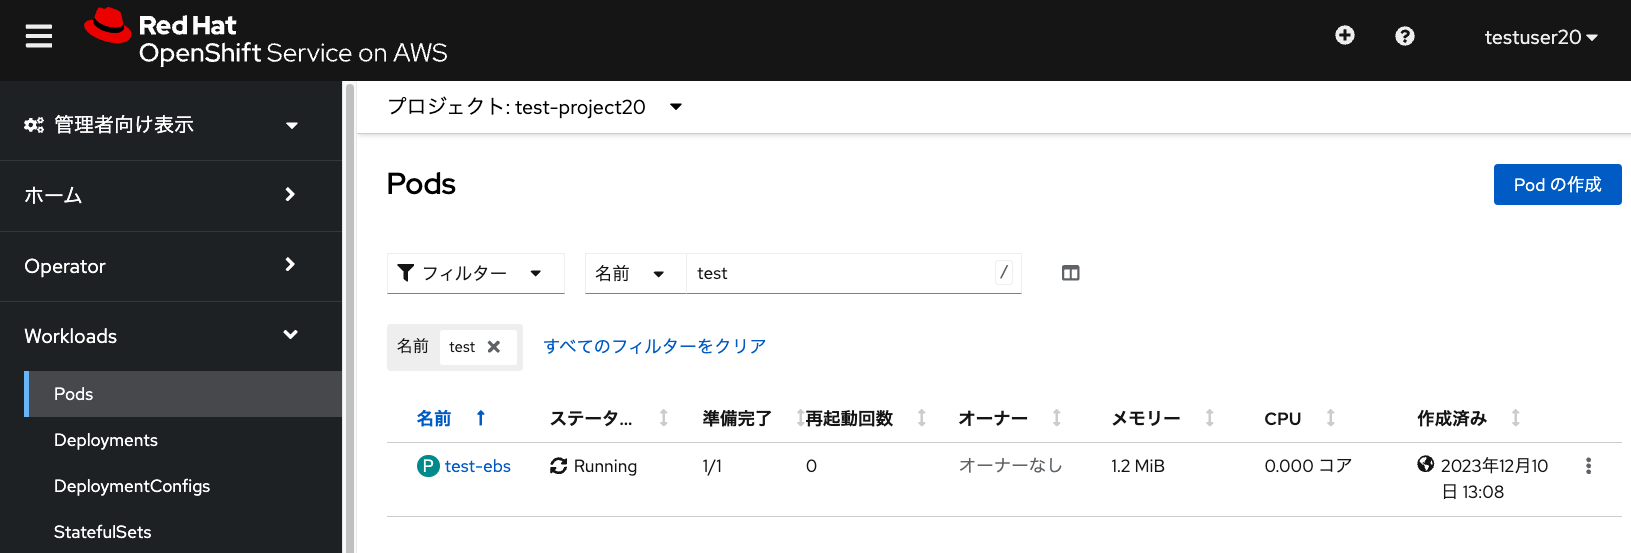 Red Hat
OpenShift Service on AWS
testuser20
管理者向け表示
ホーム
Operator
Workloads
Pods
Deployments
DeploymentConfigs
StatefulSets
プロジェクト: test-project20
Pods
Pod の作成
フィルター 名前 test /
名前 test すべてのフィルターをクリア
名前 ステータ... 準備完了 再起動回数 オーナー メモリー CPU 作成済み
P test-ebs Running 1/1 0 オーナーなし 1.2 MiB 0.000 コア 2023年12月10
日 13:08